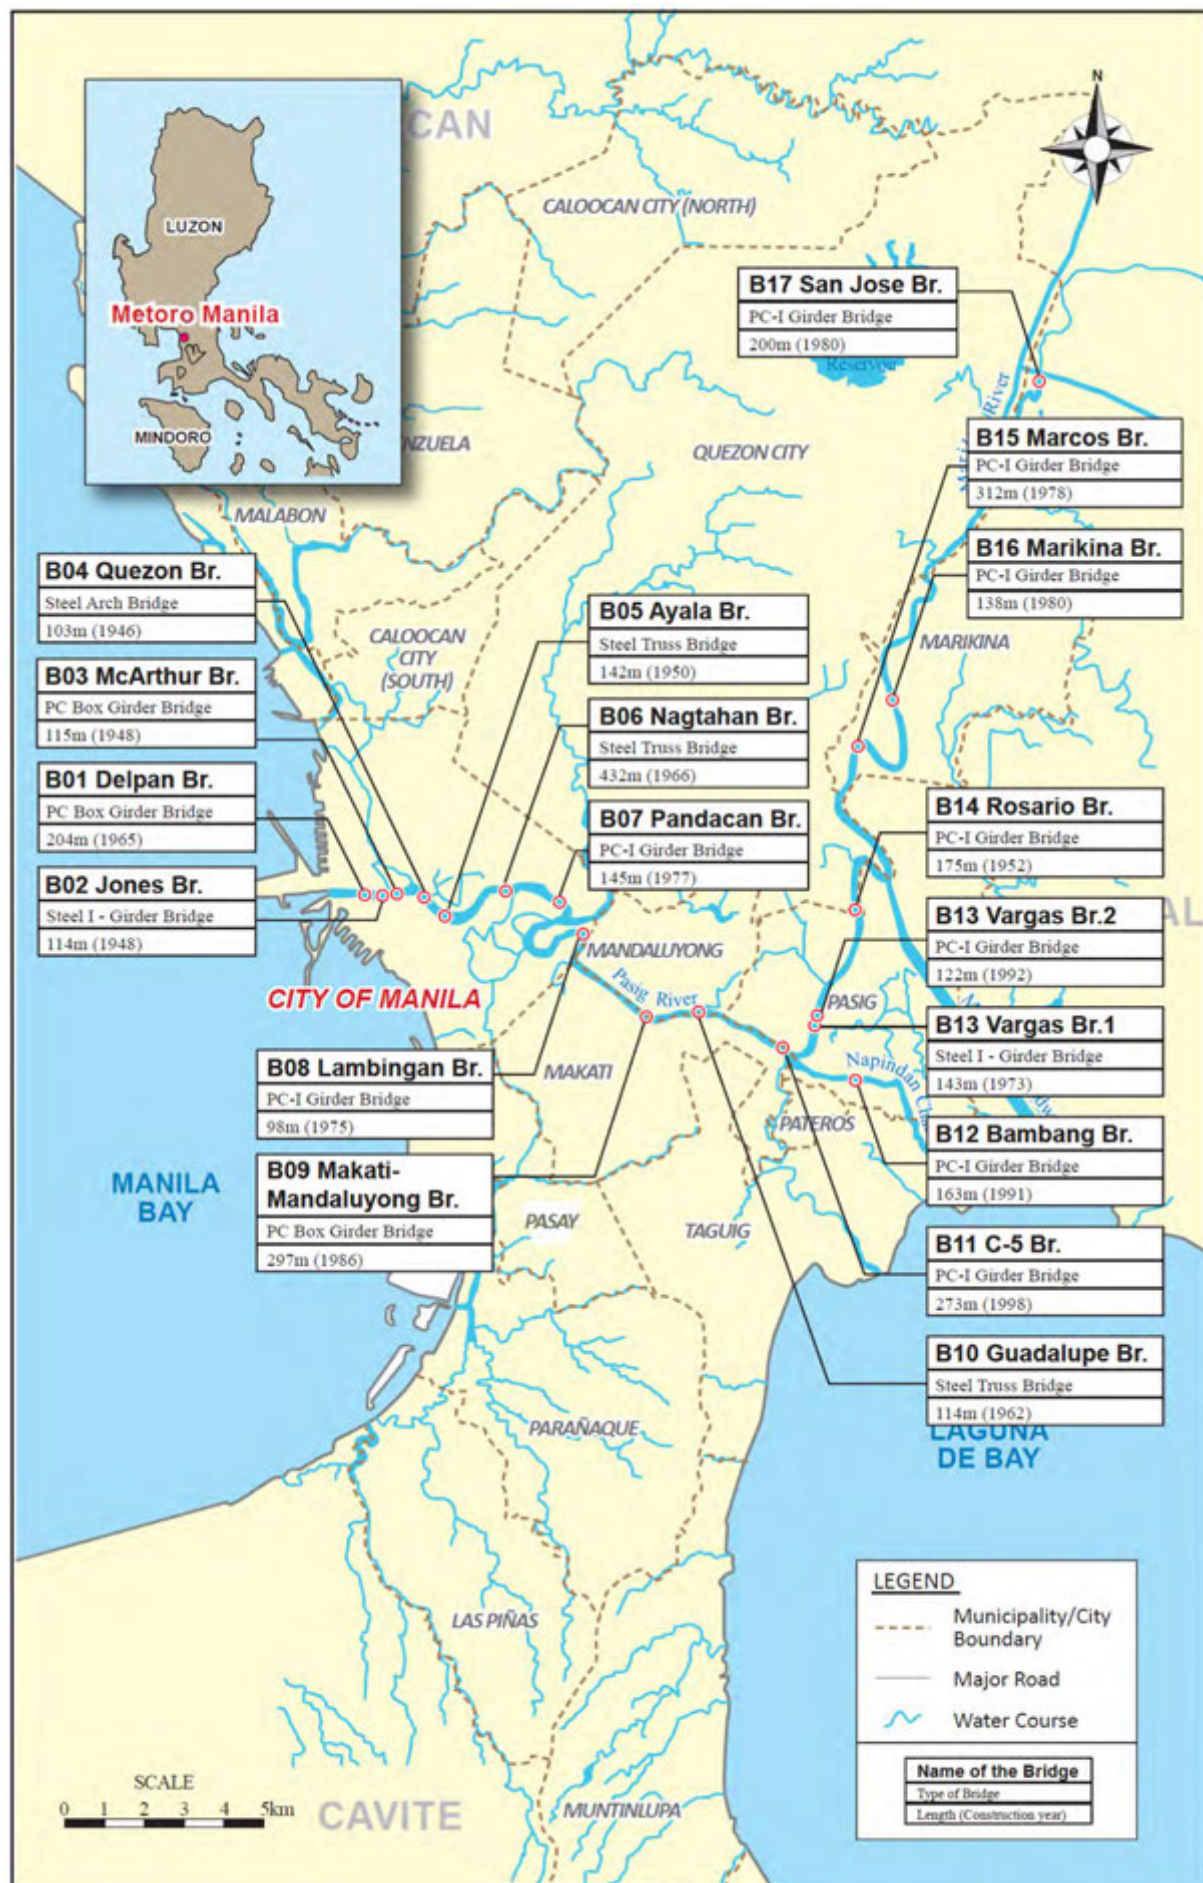 N
CAN
LUZON
Metoro Manila
MINDORO
CALOOCAN CITY (NORTH)
B17 San Jose Br.
PC-I Girder Bridge
200m (1980)
Reservoir
River
NZUELA
QUEZON CITY
B15 Marcos Br.
PC-I Girder Bridge
312m (1978)
MALABON
B16 Marikina Br.
PC-I Girder Bridge
138m (1980)
B04 Quezon Br.
Steel Arch Bridge
103m (1946)
B05 Ayala Br.
Steel Truss Bridge
142m (1950)
CALOOCAN
CITY
(SOUTH)
MARIKINA
B03 McArthur Br.
PC Box Girder Bridge
115m (1948)
B06 Nagtahan Br.
Steel Truss Bridge
432m (1966)
B01 Delpan Br.
PC Box Girder Bridge
204m (1965)
B07 Pandacan Br.
PC-I Girder Bridge
145m (1977)
B14 Rosario Br.
PC-I Girder Bridge
175m (1952)
B02 Jones Br.
Steel I - Girder Bridge
114m (1948)
B13 Vargas Br.2
PC-I Girder Bridge
122m (1992)
AL
MANDALUYONG
CITY OF MANILA
Pasig River
PASIG
B13 Vargas Br.1
Steel I - Girder Bridge
143m (1973)
B08 Lambingan Br.
PC-I Girder Bridge
98m (1975)
MAKATI
Napindan Cha
PATEROS
B12 Bambang Br.
PC-I Girder Bridge
163m (1991)
B09 Makati-
Mandaluyong Br.
PC Box Girder Bridge
297m (1986)
MANILA
BAY
PASAY
TAGUIG
B11 C-5 Br.
PC-I Girder Bridge
273m (1998)
B10 Guadalupe Br.
Steel Truss Bridge
114m (1962)
LAGUNA
DE BAY
PARAÑAQUE
LAS PIÑAS
LEGEND
Municipality/City
Boundary
Major Road
Water Course
Name of the Bridge
Type of Bridge
Length (Construction year)
SCALE
0 1 2 3 4 5km
CAVITE
MUNTINLUPA